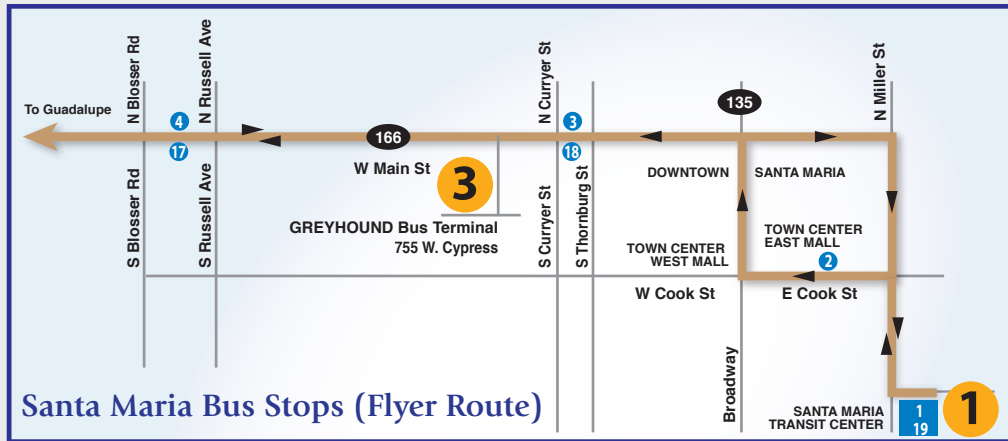 N Blosser Rd
N Russell Ave
N Curryer St
N Miller St
135
To Guadalupe
4
3
166
17
18
W Main St
3
DOWNTOWN
SANTA MARIA
S Blosser Rd
S Russell Ave
S Curryer St
S Thornburg St
GREYHOUND Bus Terminal
755 W. Cypress
TOWN CENTER
WEST MALL
TOWN CENTER
EAST MALL
2
W Cook St
E Cook St
Broadway
Santa Maria Bus Stops (Flyer Route)
SANTA MARIA
TRANSIT CENTER
1
19
1